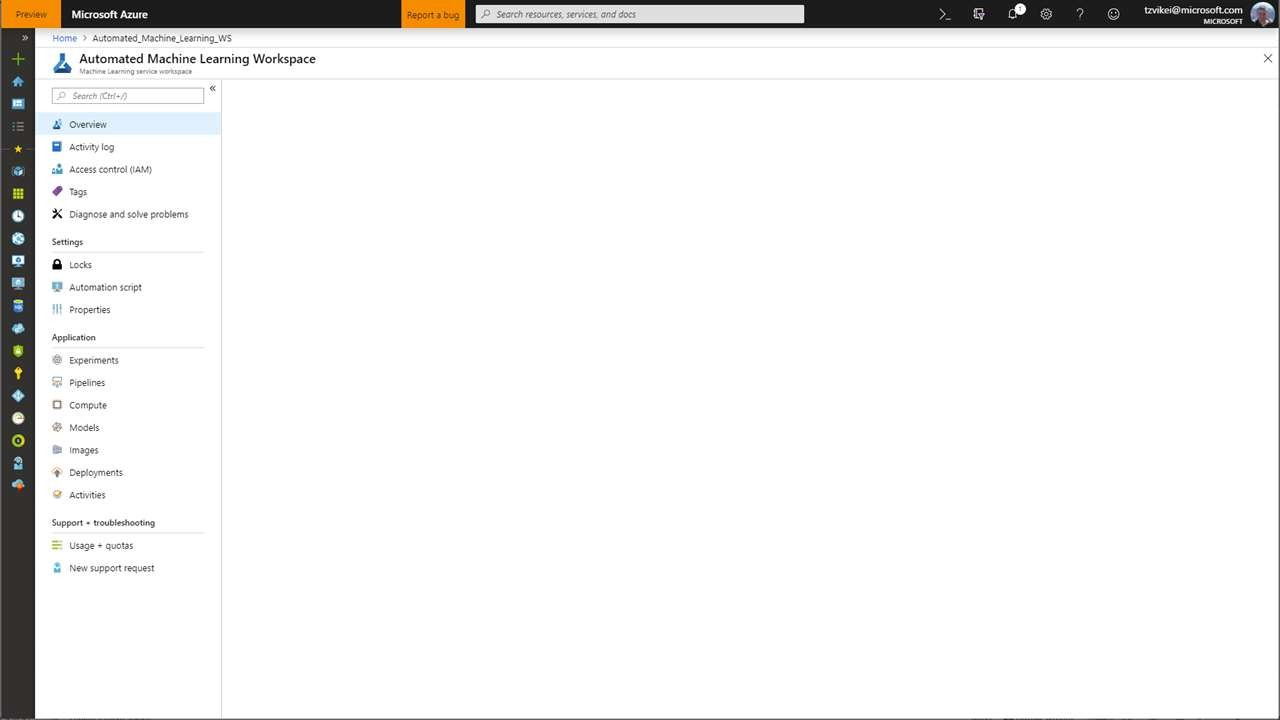 Preview
Microsoft Azure
Report a bug
Search resources, services, and docs
1
v-kei@microsoft.com
MICROSOFT
»
Home > Automated_Machine_Learning_WS
Automated Machine Learning Workspace
Machine Learning service workspace
Search (Ctrl+/)
«
Overview
Activity log
Access control (IAM)
Tags
Diagnose and solve problems
Settings
Locks
Automation script
Properties
Application
Experiments
Pipelines
Compute
Models
Images
Deployments
Activities
Support + troubleshooting
Usage + quotas
New support request